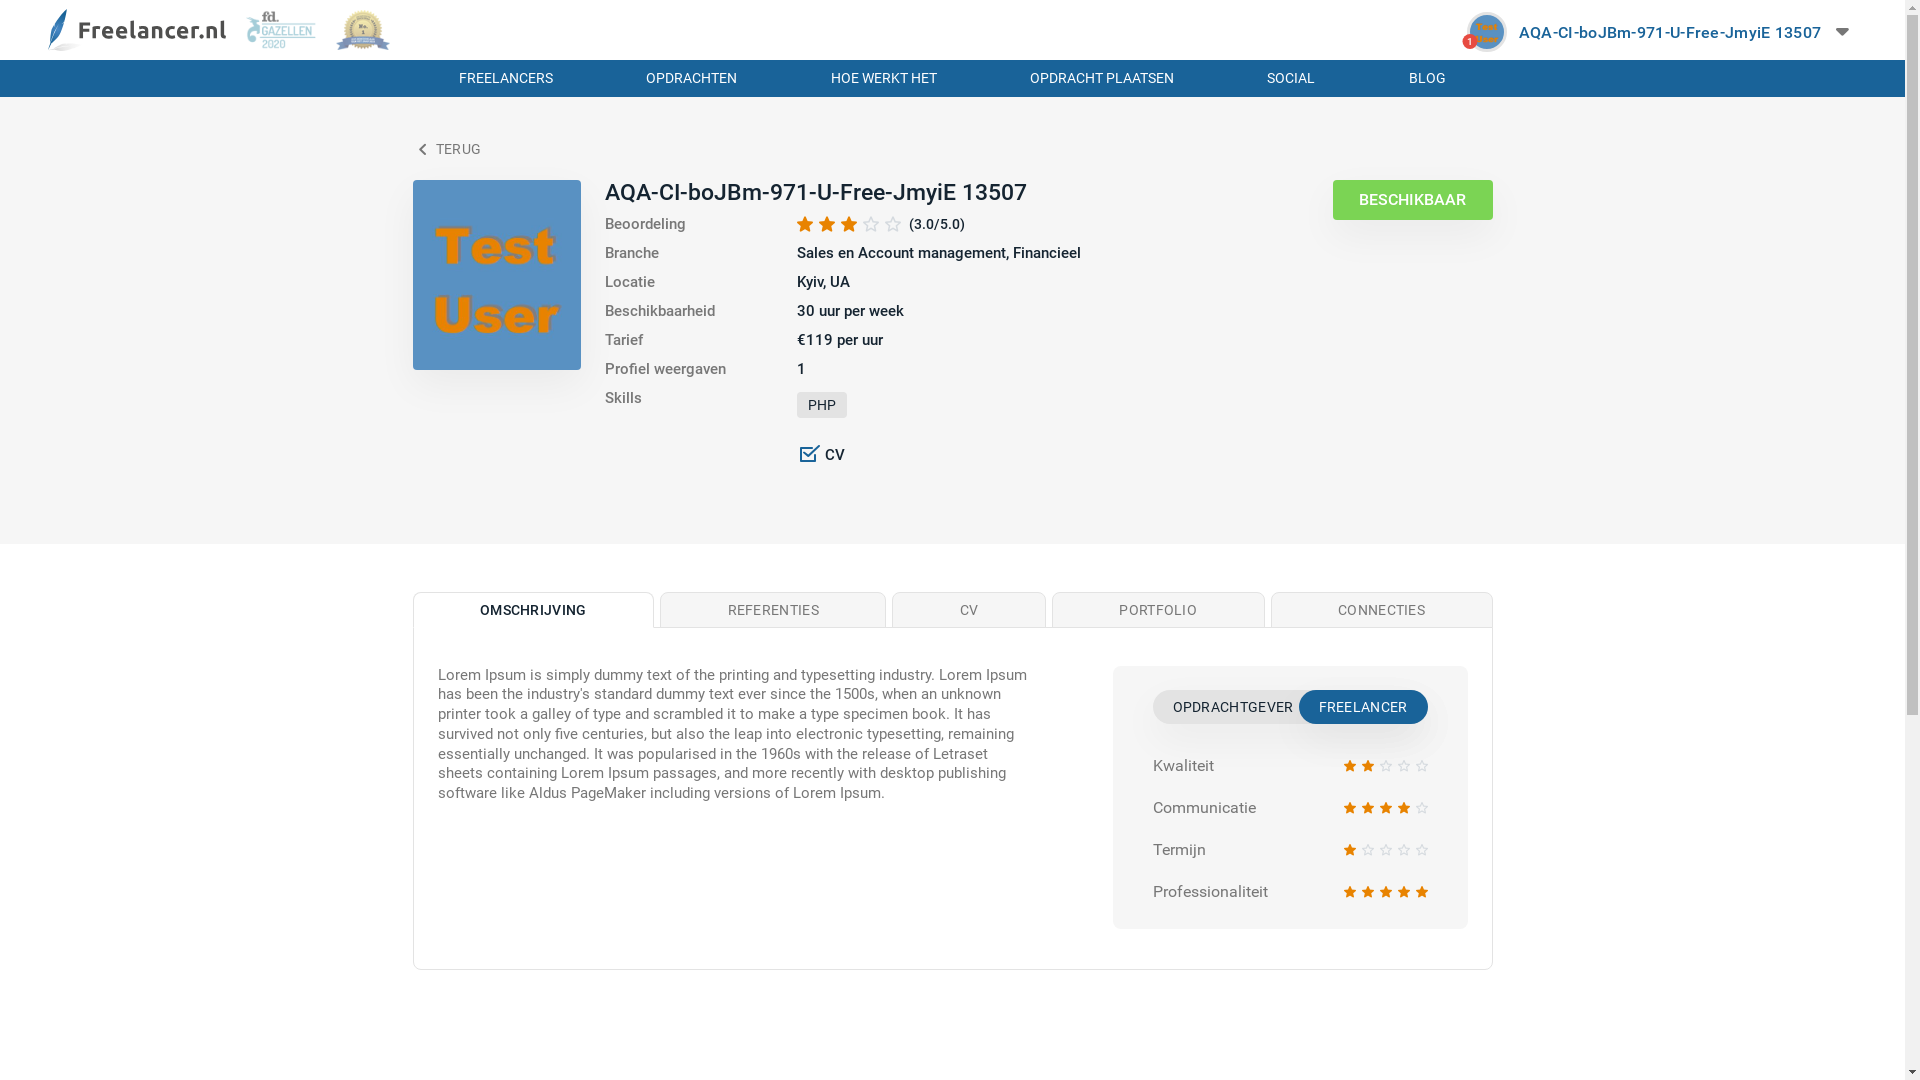 Freelancer.nl
fd.
GAZELLEN
2020
1
AQA-CI-boJBm-971-U-Free-JmyiE 13507
FREELANCERS
OPDRACHTEN
HOE WERKT HET
OPDRACHT PLAATSEN
SOCIAL
BLOG
TERUG
Test
User
AQA-CI-boJBm-971-U-Free-JmyiE 13507
BESCHIKBAAR
Beoordeling (3.0/5.0)
Branche Sales en Account management, Financieel
Locatie Kyiv, UA
Beschikbaarheid 30 uur per week
Tarief €119 per uur
Profiel weergaven 1
Skills PHP
CV
OMSCHRIJVING
REFERENTIES
CV
PORTFOLIO
CONNECTIES
Lorem Ipsum is simply dummy text of the printing and typesetting industry. Lorem Ipsum
has been the industry's standard dummy text ever since the 1500s, when an unknown
printer took a galley of type and scrambled it to make a type specimen book. It has
survived not only five centuries, but also the leap into electronic typesetting, remaining
essentially unchanged. It was popularised in the 1960s with the release of Letraset
sheets containing Lorem Ipsum passages, and more recently with desktop publishing
software like Aldus PageMaker including versions of Lorem Ipsum.
OPDRACHTGEVER
FREELANCER
Kwaliteit
Communicatie
Termijn
Professionaliteit